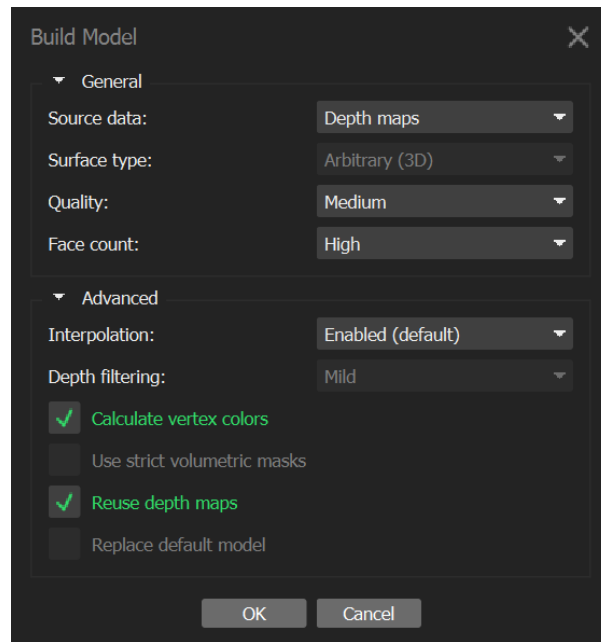 Build Model
General
Source data: Depth maps
Surface type: Arbitrary (3D)
Quality: Medium
Face count: High
Advanced
Interpolation: Enabled (default)
Depth filtering: Mild
Calculate vertex colors
Use strict volumetric masks
Reuse depth maps
Replace default model
OK Cancel